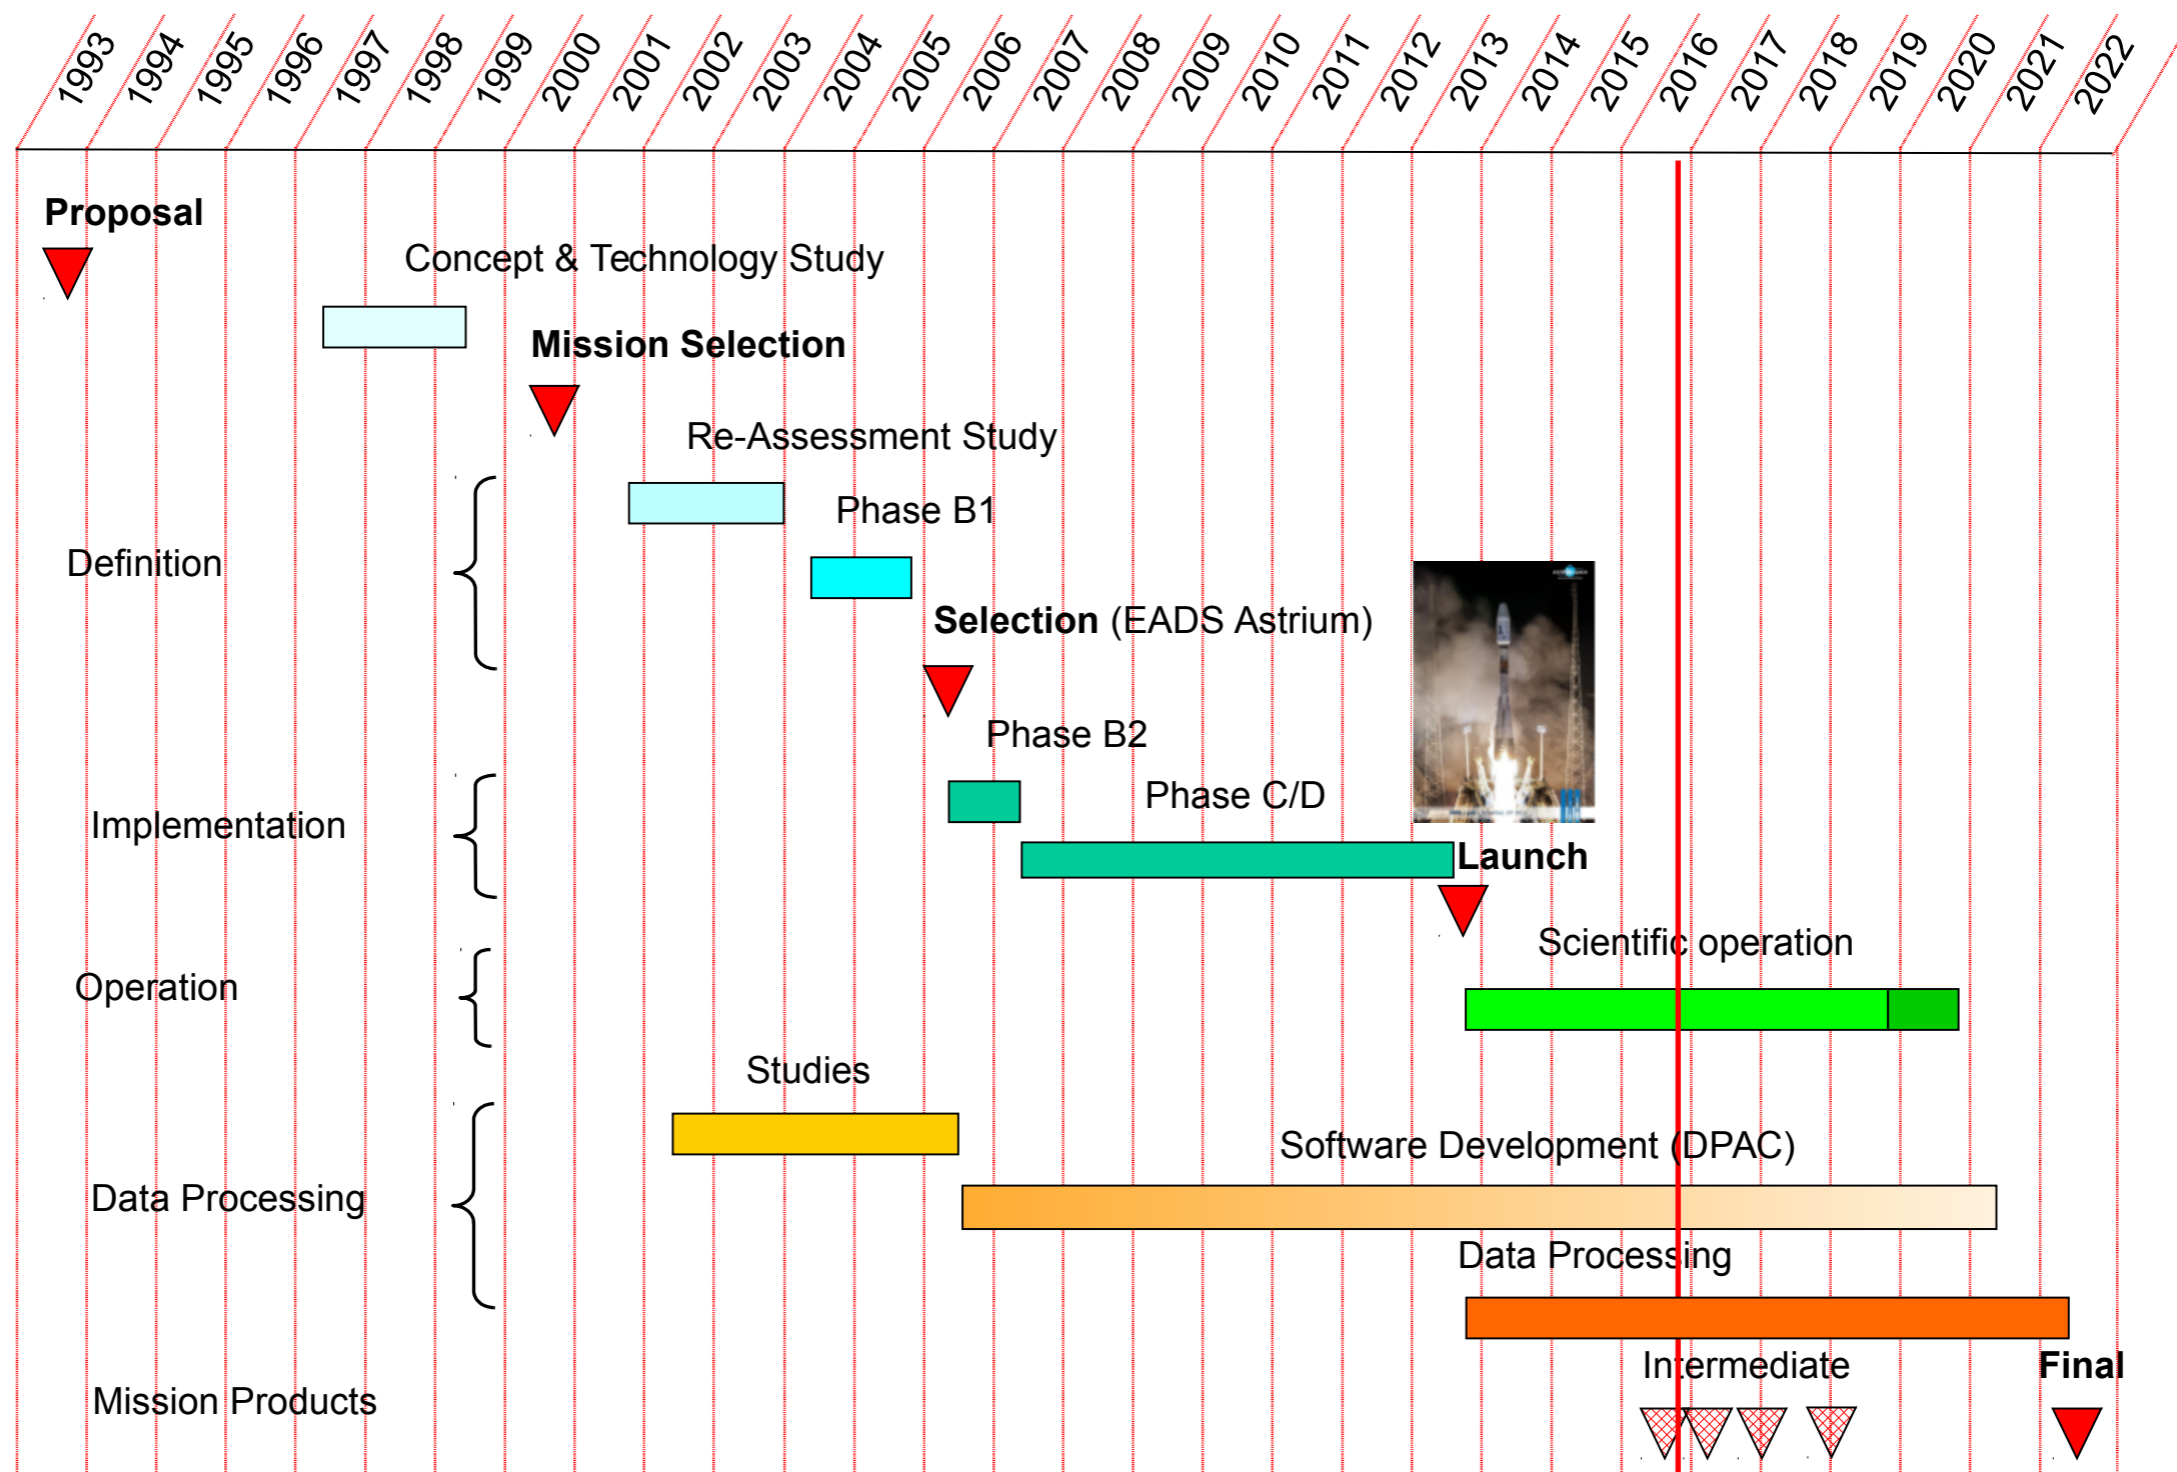 1993 1994 1995 1996 1997 1998 1999 2000 2001 2002 2003 2004 2005 2006 2007 2008 2009 2010 2011 2012 2013 2014 2015 2016 2017 2018 2019 2020 2021 2022
Proposal
Concept & Technology Study
Mission Selection
Re-Assessment Study
Phase B1
Definition
Selection (EADS Astrium)
Phase B2
Phase C/D
Implementation
Launch
Scientific operation
Operation
Studies
Software Development (DPAC)
Data Processing
Data Processing
Intermediate
Final
Mission Products